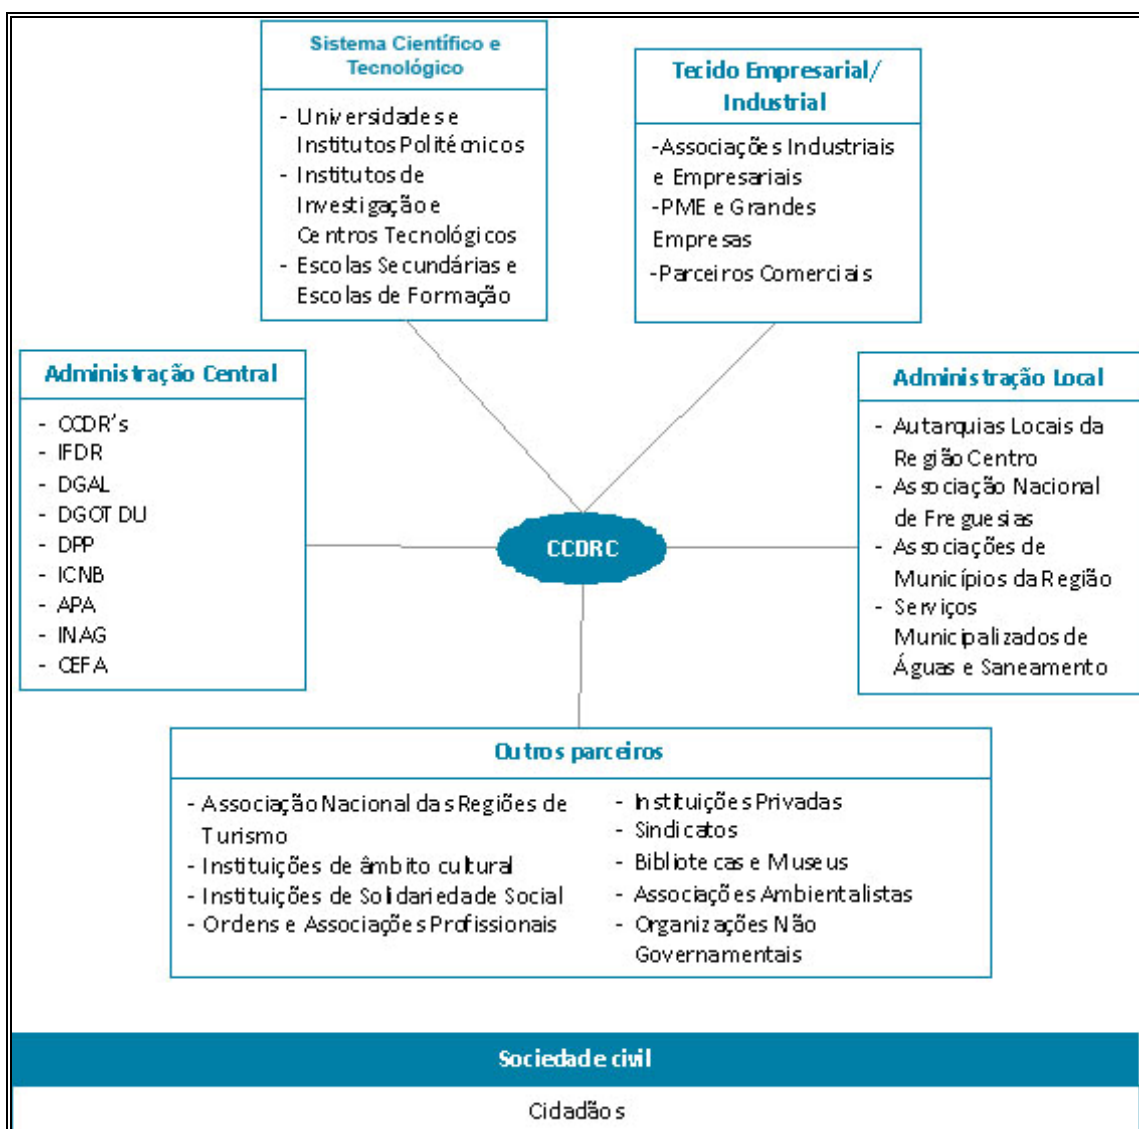 Sistema Científico e
Tecnológico
- Universidades e
Institutos Politécnicos
- Institutos de
Investigação e
Centros Tecnológicos
- Escolas Secundárias e
Escolas de Formação
Tecido Empresarial/
Industrial
-Associações Industriais
e Empresariais
-PME e Grandes
Empresas
-Parceiros Comerciais
Administração Central
- CCDR's
- IFDR
- DGAL
- DGOTDU
- DPP
- ICNB
- APA
- INAG
- CEFA
CCDRC
Administração Local
- Autarquias Locais da
Região Centro
- Associação Nacional
de Freguesias
- Associações de
Municípios da Região
- Serviços
Municipalizados de
Águas e Saneamento
Outros parceiros
- Associação Nacional das Regiões de
Turismo
- Instituições de âmbito cultural
- Instituições de Solidariedade Social
- Ordens e Associações Profissionais
- Instituições Privadas
- Sindicatos
- Bibliotecas e Museus
- Associações Ambientalistas
- Organizações Não
Governamentais
Sociedade civil
Cidadãos